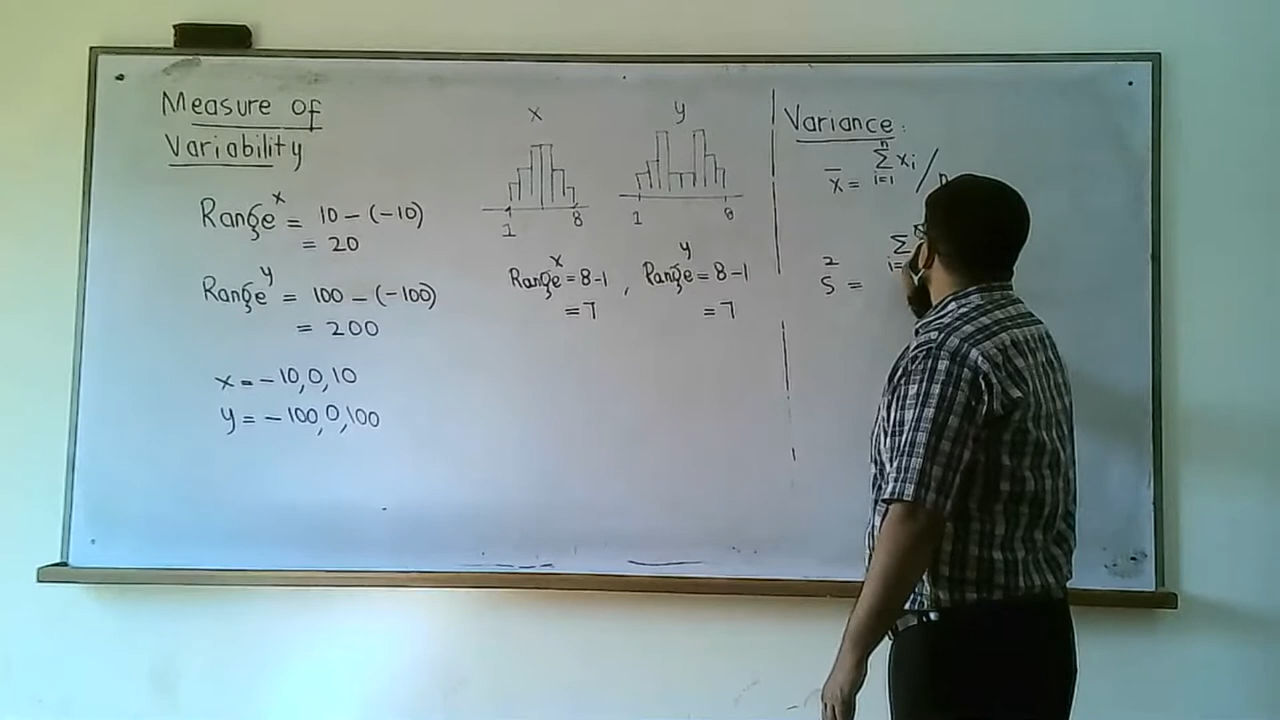 Measure of
Variability
Range^x = 10 - (-10)
= 20
Range^y = 100 - (-100)
= 200
x = -10, 0, 10
y = -100, 0, 100
x
1 8
y
1 8
Range^x = 8-1 , Range^y = 8-1
= 7 = 7
Variance:
x̄ = ∑_{i=1}^{n} xᵢ /
S² = ∑